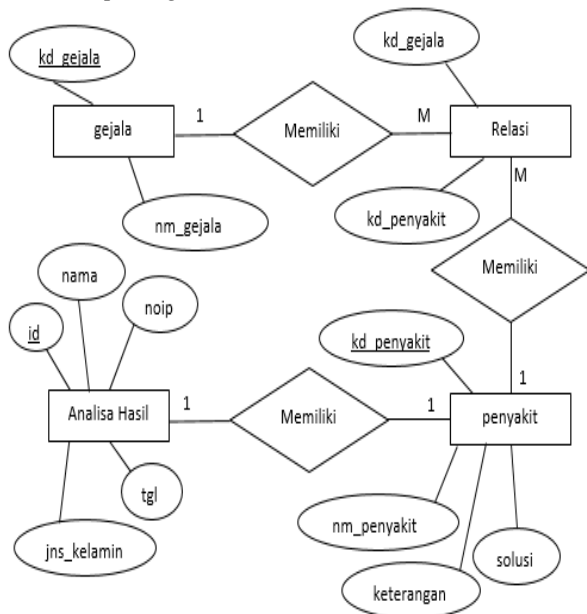 kd_gejala
kd_gejala
gejala
1
Memiliki
M
Relasi
nm_gejala
kd_penyakit
M
nama
noip
id
Memiliki
kd_penyakit
Analisa Hasil
1
Memiliki
1
1
penyakit
tgl
nm_penyakit
jns_kelamin
solusi
keterangan